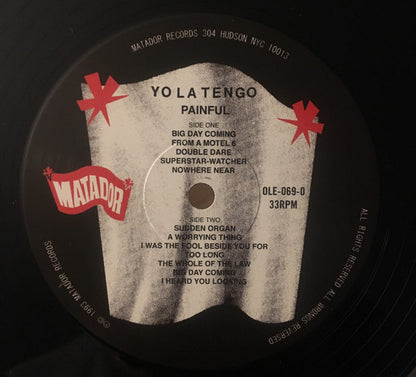 MATADOR RECORDS 304 HUDSON NYC 10013
YO LA TENGO
PAINFUL
SIDE ONE
BIG DAY COMING
FROM A MOTEL 6
DOUBLE DARE
SUPERSTAR-WATCHER
NOWHERE NEAR
MATADOR
OLE-069-0
33RPM
SIDE TWO
SUDDEN ORGAN
A WORRYING THING
I WAS THE FOOL BESIDE YOU FOR
TOO LONG
THE WHOLE OF THE LAW
BIG DAY COMING
I HEARD YOU LOOKING
ALL RIGHTS RESERVED ALL WRONGS REVERSED
℗© 1993 MATADOR RECORDS